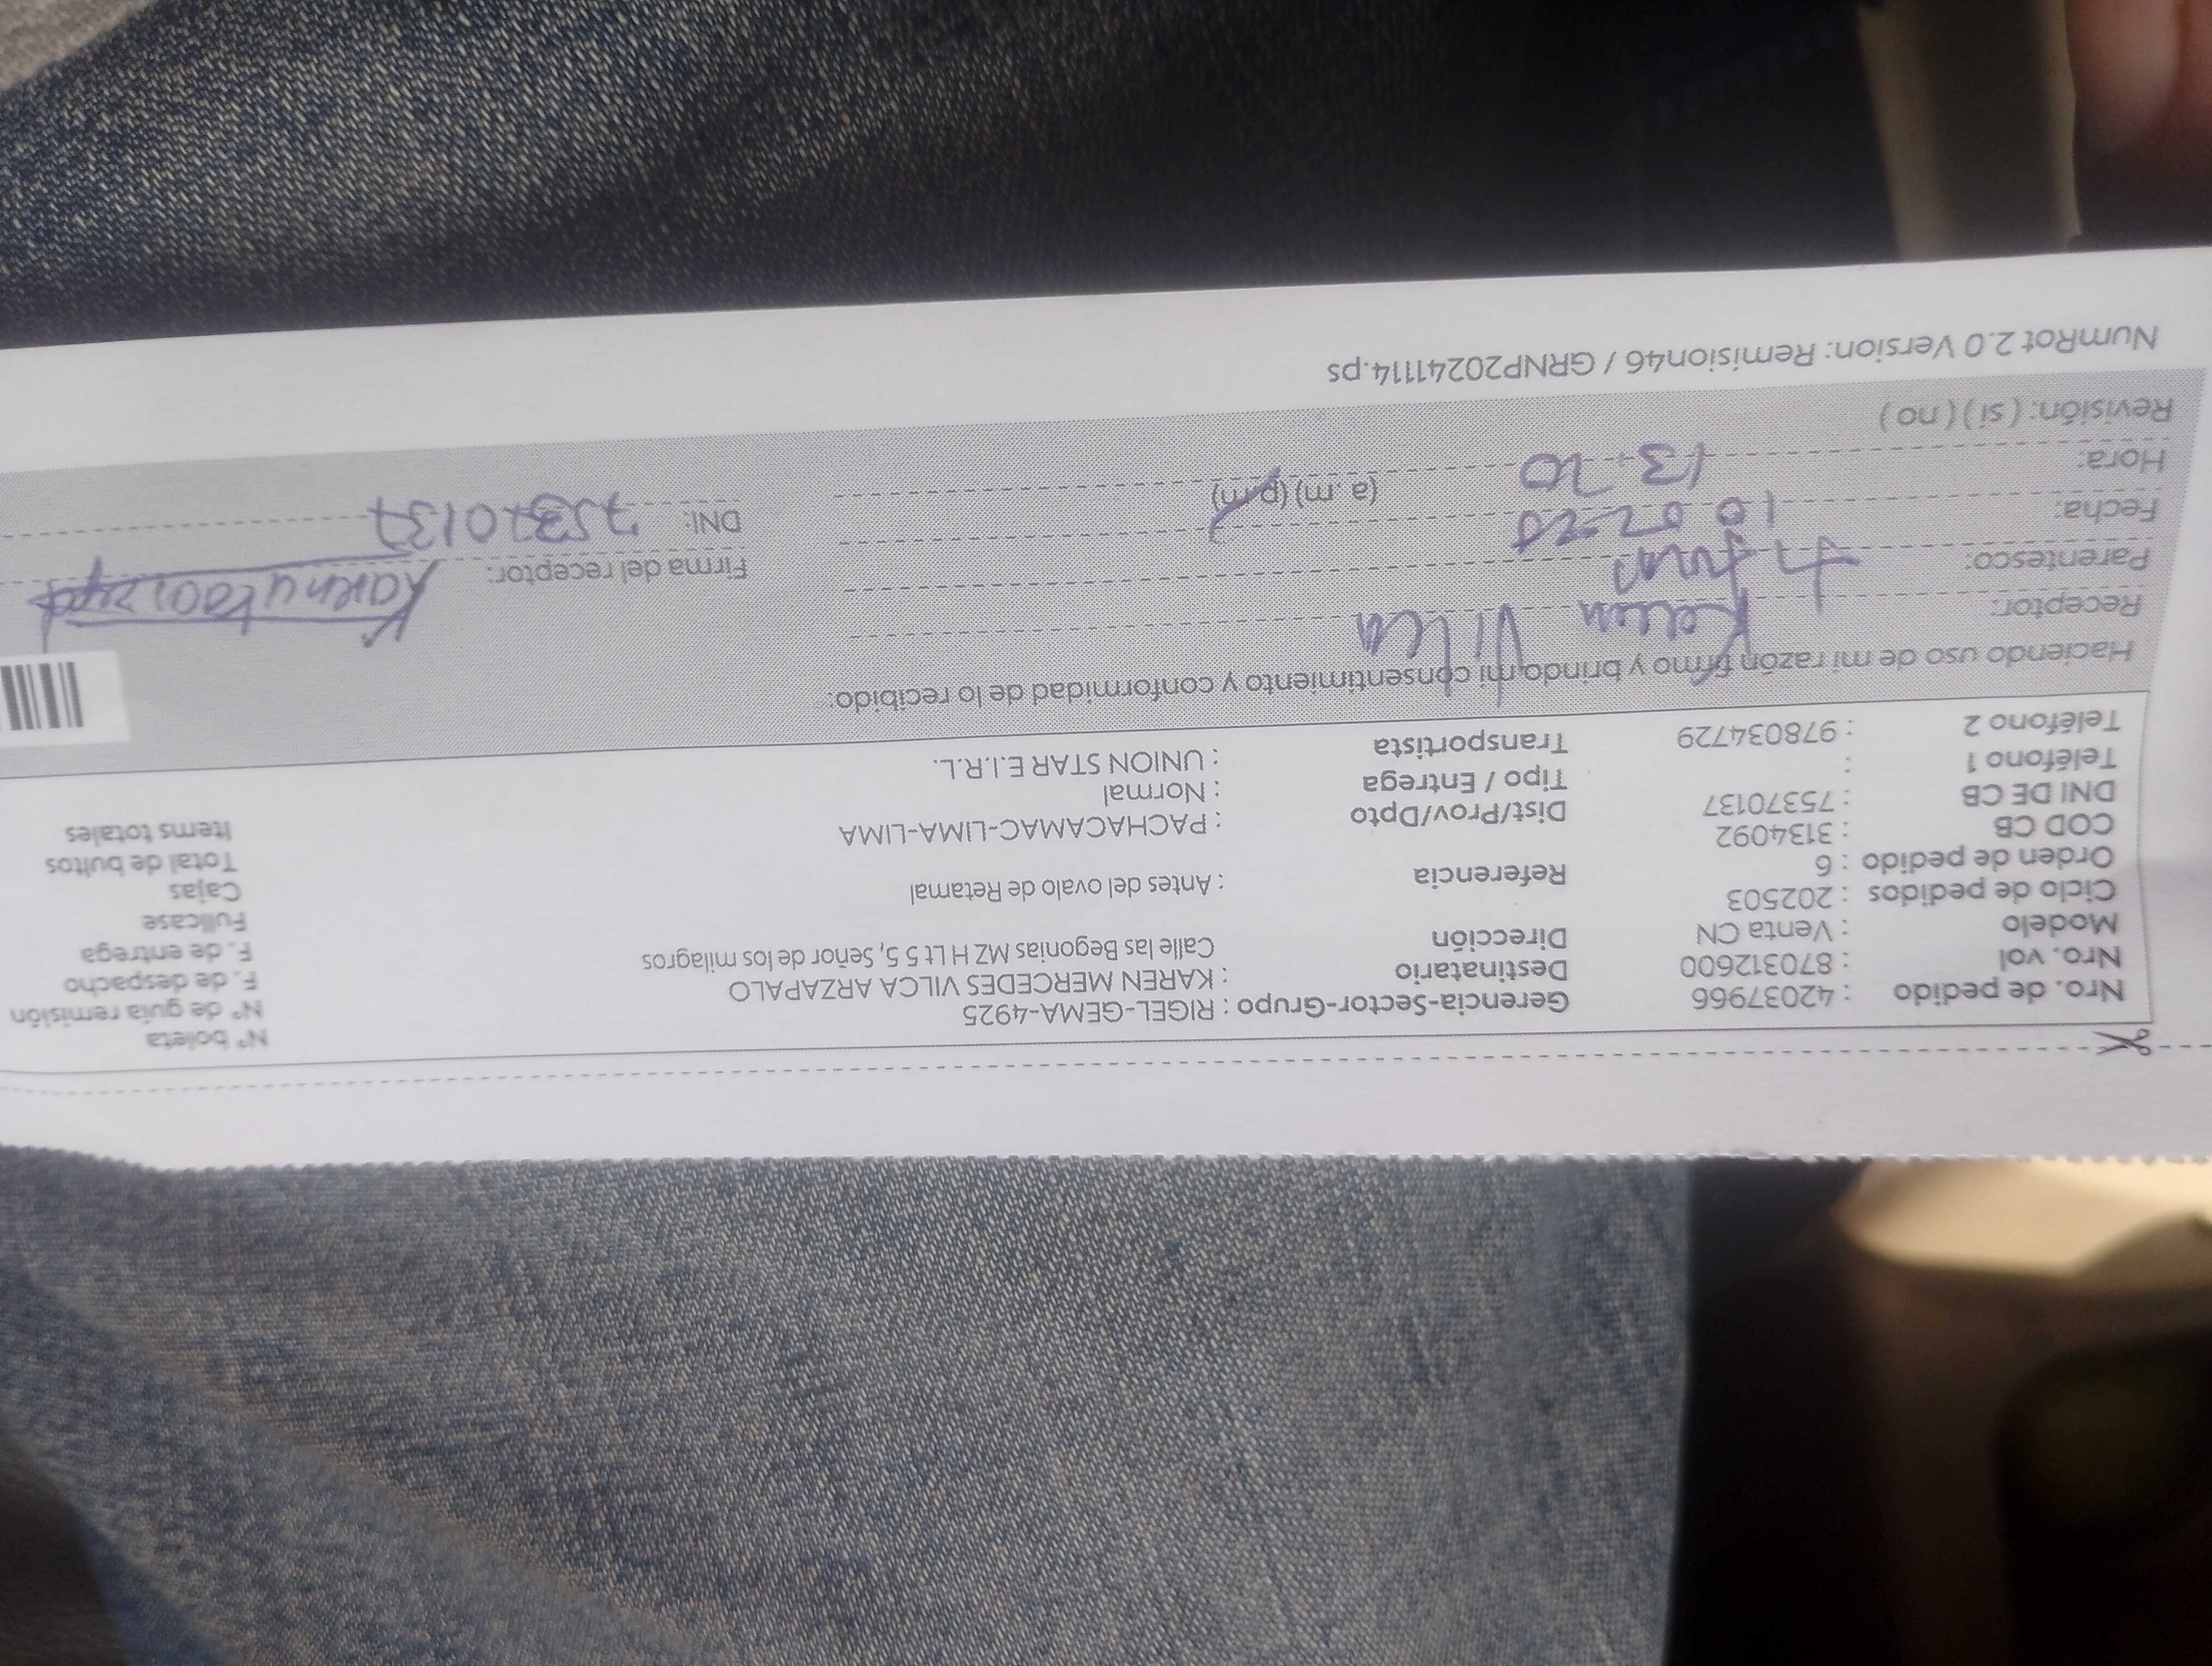 Nro. de pedido : 42037966
Nro. vol : 870312600
Modelo : Venta CN
Ciclo de pedidos : 202503
Orden de pedido : 6
COD CB : 3134092
DNI DE CB : 75370137
Teléfono 1 :
Teléfono 2 : 978034729
Gerencia-Sector-Grupo : RIGEL-GEMA-4925
Destinatario : KAREN MERCEDES VILCA ARZAPALO
Dirección Calle las Begonias MZ H Lt 5 5, Señor de los milagros
Referencia : Antes del ovalo de Retamal
Dist/Prov/Dpto : PACHACAMAC-LIMA-LIMA
Tipo / Entrega : Normal
Transportista : UNION STAR E.I.R.L.
N° boleta
N° de guía remisión
F. de despacho
F. de entrega
Fullcase
Cajas
Total de bultos
Items totales
Haciendo uso de mi razón firmo y brindo mi consentimiento y conformidad de lo recibido:
Receptor: Karen Vilca
Parentesco:
Fecha: 10
Hora: 13-20 (a. m) (p.m)
Revisión: ( si ) ( no )
Firma del receptor:
DNI: 75370137
NumRot 2.0 Version: Remision46 / GRNP20241114.ps